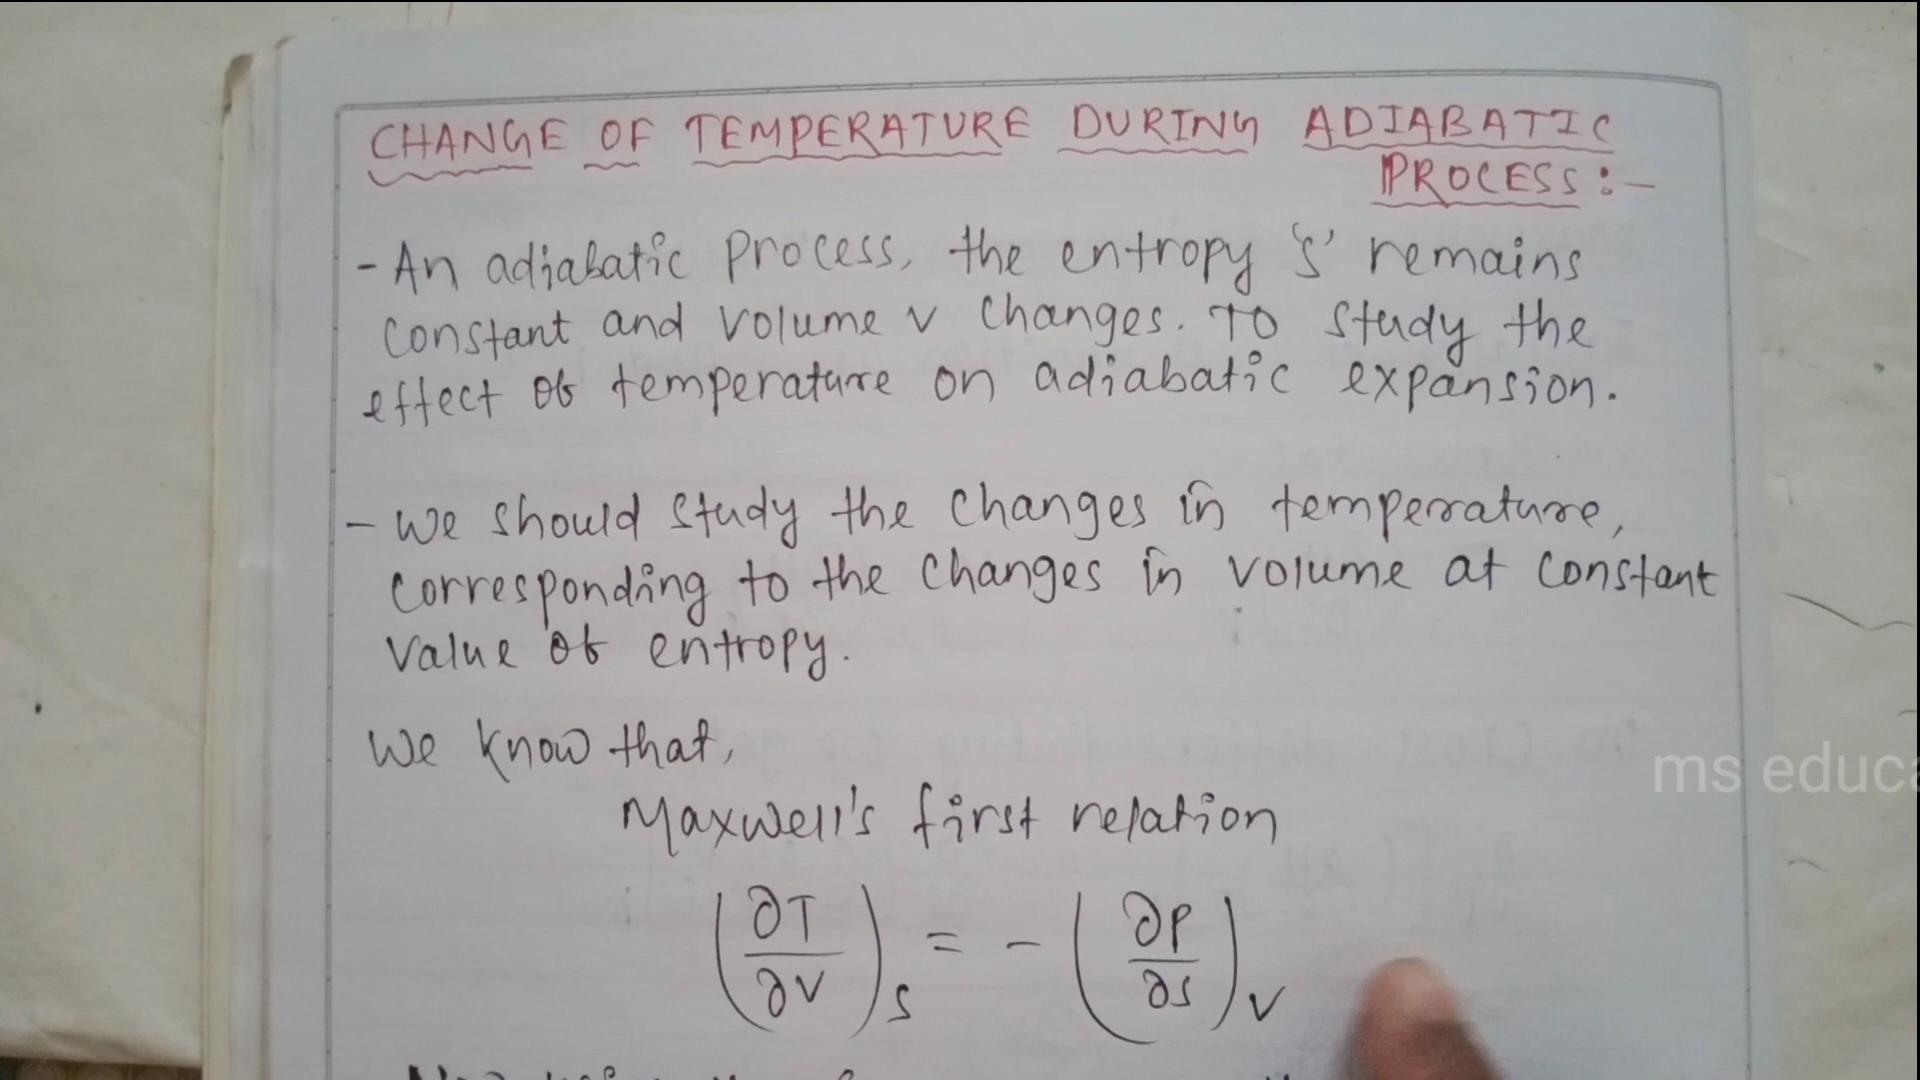 CHANGE OF TEMPERATURE DURING ADIABATIC
PROCESS:-
- An adiabatic process, the entropy 's' remains
constant and volume v changes. To study the
effect of temperature on adiabatic expansion.
- We should study the changes in temperature,
corresponding to the changes in volume at constant
value of entropy.
We know that,
Maxwell's first relation
(∂T/∂V)_S = - (∂P/∂S)_V
ms educa